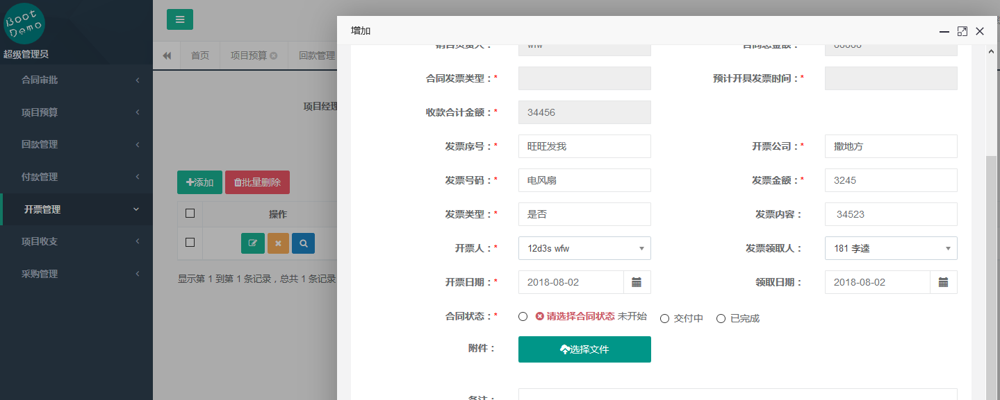 Boot
Demo
超级管理员
合同审批
项目预算
回款管理
付款管理
开票管理
项目收支
采购管理
首页
项目预算
回款管理
项目经理
添加
批量删除
操作
显示第 1 到第 1 条记录，总共 1 条记录
增加
销售负责人：* wfw
合同总金额：*
合同发票类型：*
预计开具发票时间：*
收款合计金额：* 34456
发票序号：* 旺旺发我
开票公司：* 撒地方
发票号码：* 电风扇
发票金额：* 3245
发票类型：* 是否
发票内容： 34523
开票人：* 12d3s wfw
发票领取人： 181 李逵
开票日期：* 2018-08-02
领取日期： 2018-08-02
合同状态：* 请选择合同状态 未开始 交付中 已完成
附件： 选择文件
备注：